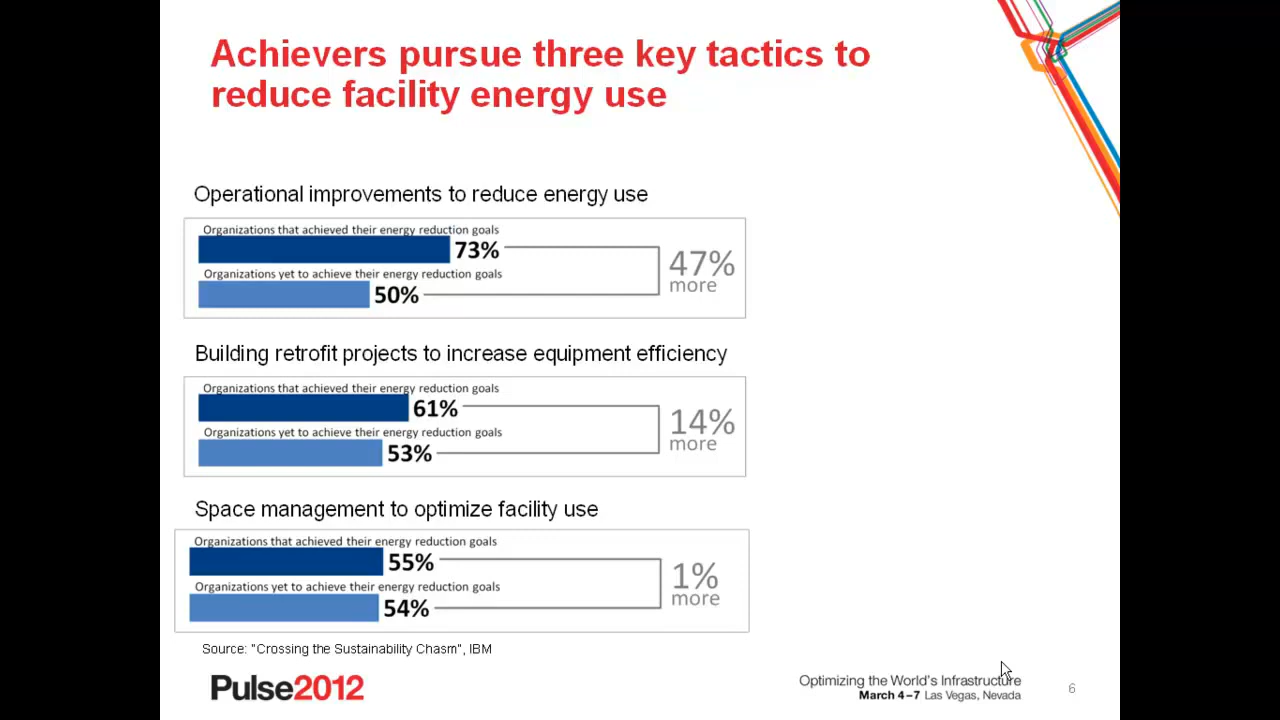 Achievers pursue three key tactics to
reduce facility energy use
Operational improvements to reduce energy use
Organizations that achieved their energy reduction goals
73%
Organizations yet to achieve their energy reduction goals
50%
47%
more
Building retrofit projects to increase equipment efficiency
Organizations that achieved their energy reduction goals
61%
Organizations yet to achieve their energy reduction goals
53%
14%
more
Space management to optimize facility use
Organizations that achieved their energy reduction goals
55%
Organizations yet to achieve their energy reduction goals
54%
1%
more
Source: "Crossing the Sustainability Chasm", IBM
Pulse2012
Optimizing the World's Infrastructure
March 4–7 Las Vegas, Nevada
6